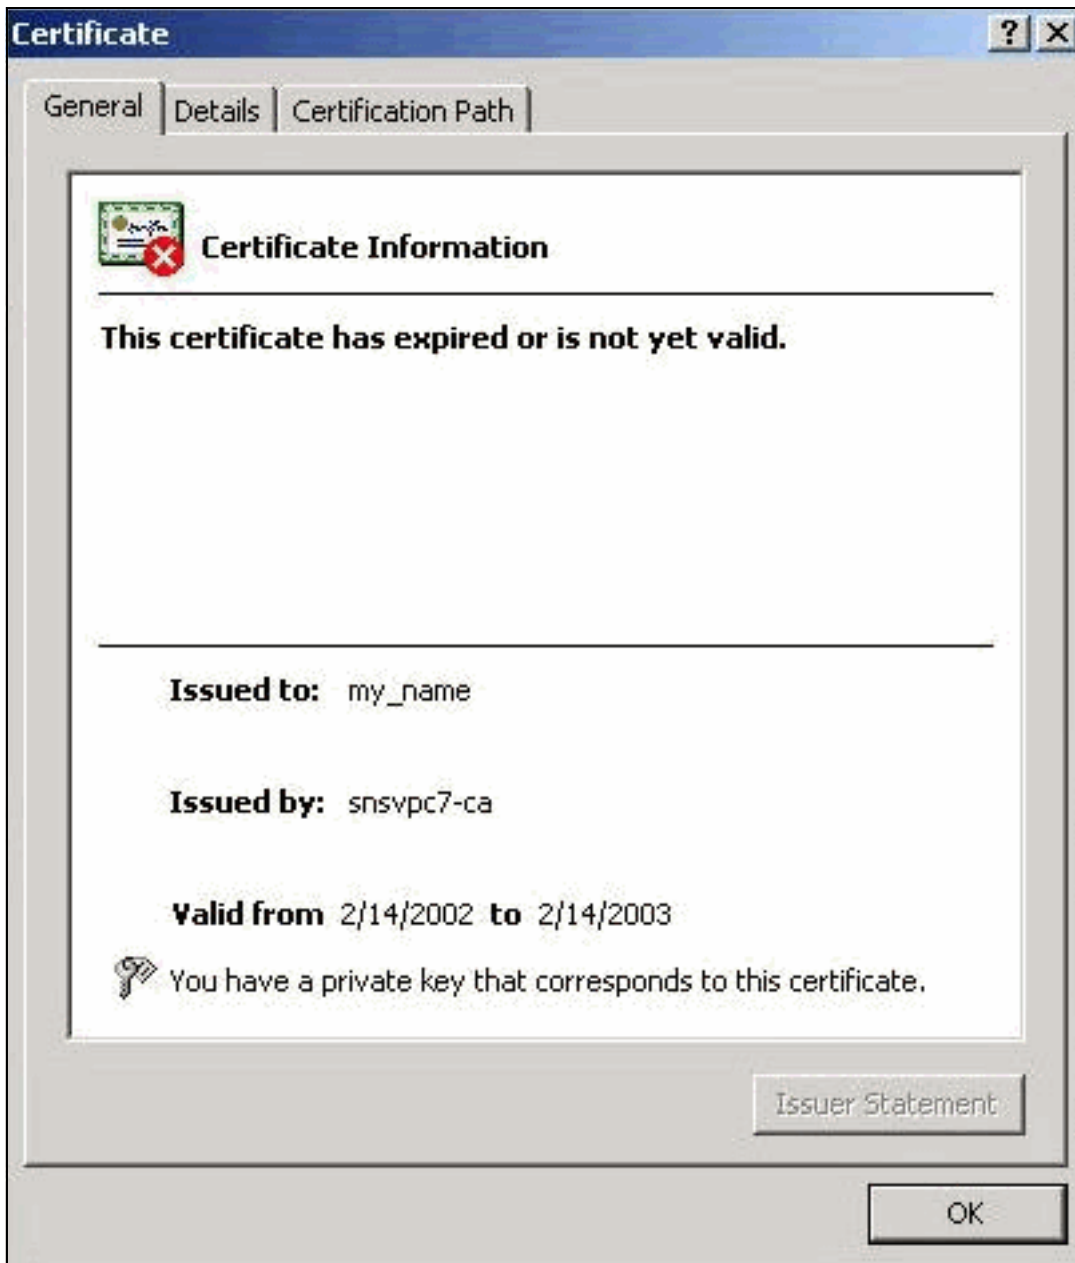 Certificate
General Details Certification Path
Certificate Information
This certificate has expired or is not yet valid.
Issued to: my_name
Issued by: snsvpc7-ca
Valid from 2/14/2002 to 2/14/2003
You have a private key that corresponds to this certificate.
Issuer Statement
OK